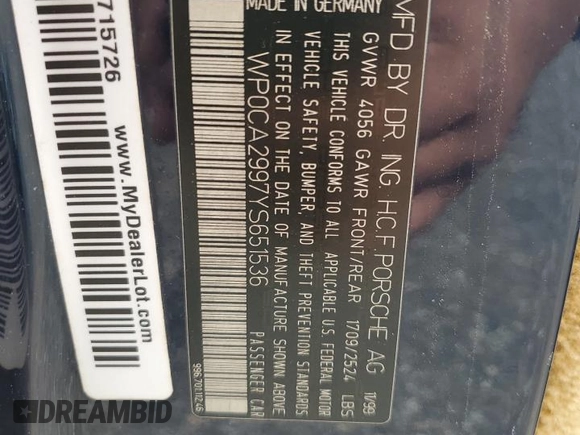 MFD BY DR. ING. H.C.F. PORSCHE AG
GVWR 4056 GAWR FRONT/REAR 1709/2524 LBS 11/99
THIS VEHICLE CONFORMS TO ALL APPLICABLE U.S. FEDERAL MOTOR
VEHICLE SAFETY, BUMPER, AND THEFT PREVENTION STANDARDS
IN EFFECT ON THE DATE OF MANUFACTURE SHOWN ABOVE
WP0CA2997YS651536 PASSENGER CAR
MADE IN GERMANY
99670111246
715726
www.MyDealerLot.com
DREAMBID